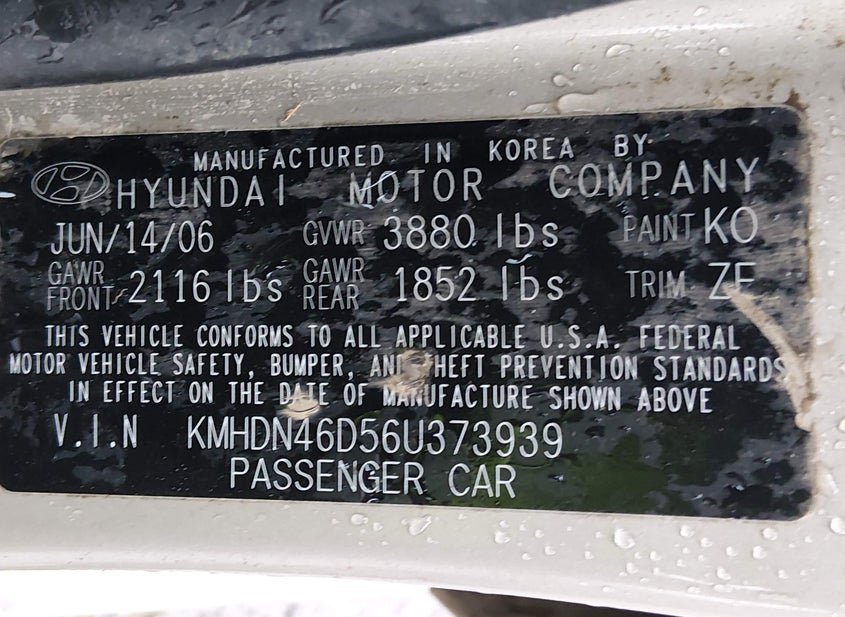 MANUFACTURED IN KOREA BY
HYUNDAI MOTOR COMPANY
JUN/14/06 GVWR 3880 lbs PAINT KO
GAWR FRONT 2116 lbs GAWR REAR 1852 lbs TRIM ZE
THIS VEHICLE CONFORMS TO ALL APPLICABLE U.S.A. FEDERAL
MOTOR VEHICLE SAFETY, BUMPER, AND THEFT PREVENTION STANDARDS
IN EFFECT ON THE DATE OF MANUFACTURE SHOWN ABOVE
V.I.N KMHDN46D56U373939
PASSENGER CAR